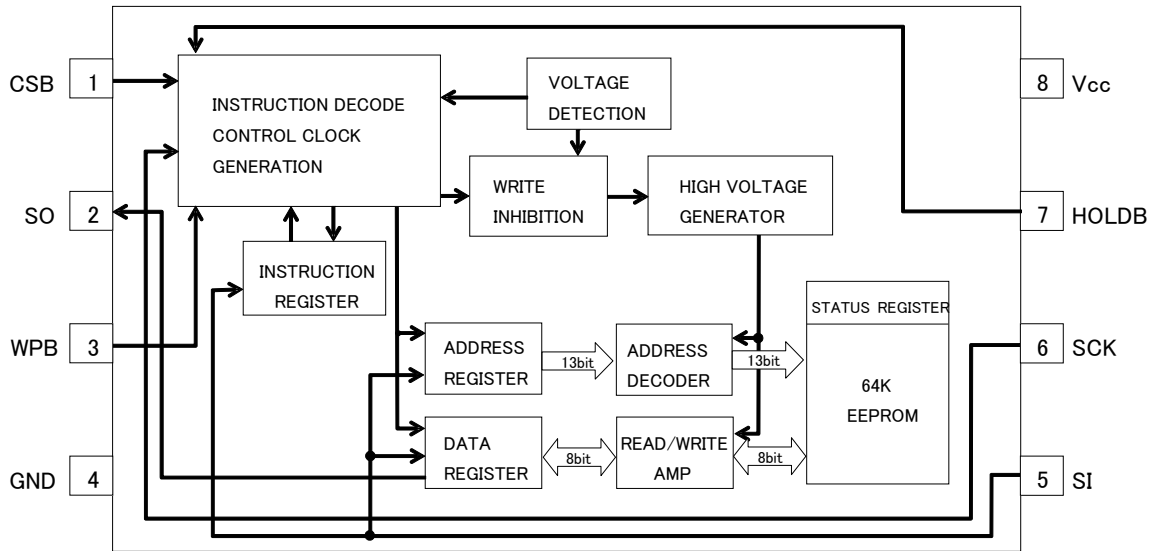 CSB
1
SO
2
WPB
3
GND
4
INSTRUCTION DECODE
CONTROL CLOCK
GENERATION
VOLTAGE
DETECTION
WRITE
INHIBITION
HIGH VOLTAGE
GENERATOR
INSTRUCTION
REGISTER
ADDRESS
REGISTER
13bit
ADDRESS
DECODER
13bit
STATUS REGISTER
64K
EEPROM
DATA
REGISTER
8bit
READ/WRITE
AMP
8bit
8
Vcc
7
HOLDB
6
SCK
5
SI